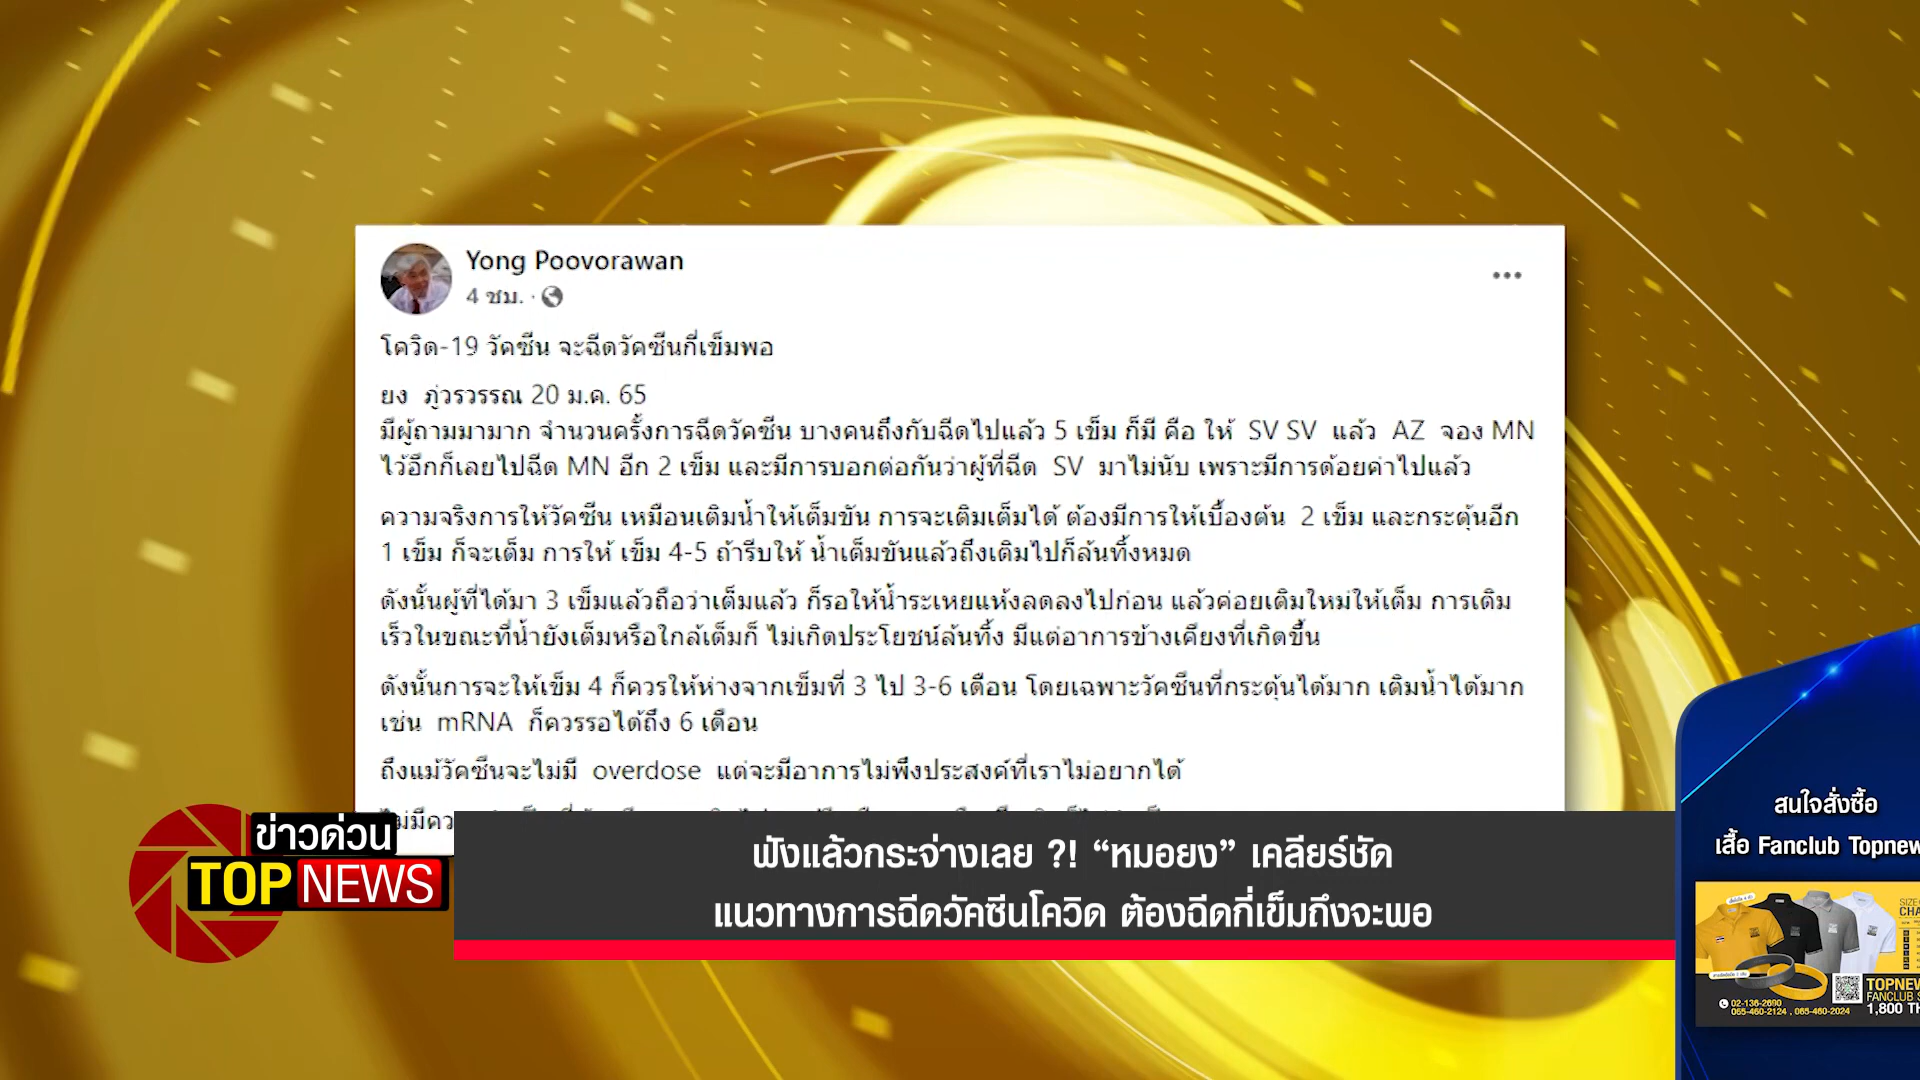 Yong Poovorawan
4 ชม.
โควิด-19 วัคซีน จะฉีดวัคซีนกี่เข็มพอ
ยง ภู่วรวรรณ 20 ม.ค. 65
มีผู้ถามมามาก จำนวนครั้งการฉีดวัคซีน บางคนถึงกับฉีดไปแล้ว 5 เข็ม ก็มี คือ ให้ SV SV แล้ว AZ จอง MN
ไว้อีกก็เลยไปฉีด MN อีก 2 เข็ม และมีการบอกต่อกันว่าผู้ที่ฉีด SV มาไม่นับ เพราะมีการด้อยค่าไปแล้ว
ความจริงการให้วัคซีน เหมือนเติมน้ำให้เต็มขัน การจะเติมเต็มได้ ต้องมีการให้เบื้องต้น 2 เข็ม และกระตุ้นอีก
1 เข็ม ก็จะเต็ม การให้ เข็ม 4-5 ถ้ารีบให้ น้ำเต็มขันแล้วถึงเติมไปก็ล้นทิ้งหมด
ดังนั้นผู้ที่ได้มา 3 เข็มแล้วถือว่าเต็มแล้ว ก็รอให้น้ำระเหยแห้งลดลงไปก่อน แล้วค่อยเติมใหม่ให้เต็ม การเติม
เร็วในขณะที่น้ำยังเต็มหรือใกล้เต็มก็ ไม่เกิดประโยชน์ล้นทิ้ง มีแต่อาการข้างเคียงที่เกิดขึ้น
ดังนั้นการจะให้เข็ม 4 ก็ควรให้ห่างจากเข็มที่ 3 ไป 3-6 เดือน โดยเฉพาะวัคซีนที่กระตุ้นได้มาก เติมน้ำได้มาก
เช่น mRNA ก็ควรรอได้ถึง 6 เดือน
ถึงแม้วัคซีนจะไม่มี overdose แต่จะมีอาการไม่พึงประสงค์ที่เราไม่อยากได้
ข่าวด่วน
TOP NEWS
ฟังแล้วกระจ่างเลย ?! “หมอยง” เคลียร์ชัด
แนวทางการฉีดวัคซีนโควิด ต้องฉีดกี่เข็มถึงจะพอ
สนใจสั่งซื้อ
เสื้อ Fanclub Topnew
SIZE
CHA
02-136-2690
065-460-2124 , 065-460-2024
TOPNEW
FANCLUB S
1,800 TH